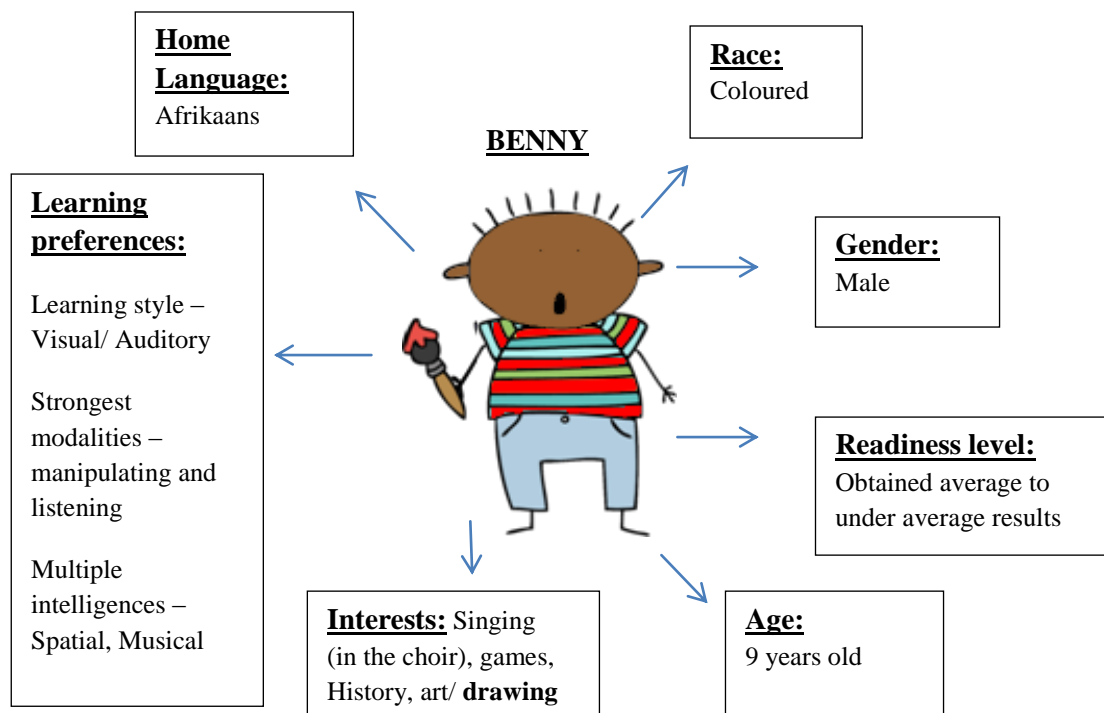 Home
Language:
Afrikaans
Race:
Coloured
BENNY
Learning
preferences:
Learning style –
Visual/ Auditory
Strongest
modalities –
manipulating and
listening
Multiple
intelligences –
Spatial, Musical
Gender:
Male
Readiness level:
Obtained average to
under average results
Interests: Singing
(in the choir), games,
History, art/ drawing
Age:
9 years old